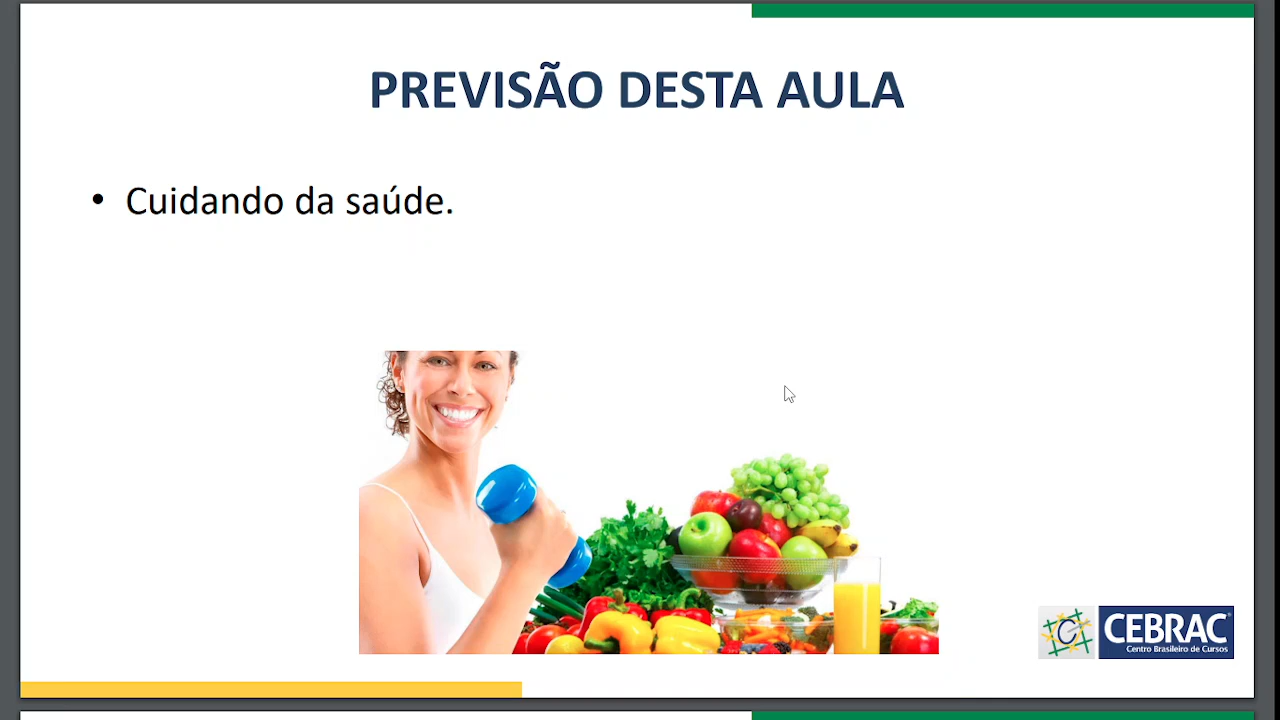 PREVISÃO DESTA AULA
• Cuidando da saúde.
C
CEBRAC®
Centro Brasileiro de Cursos